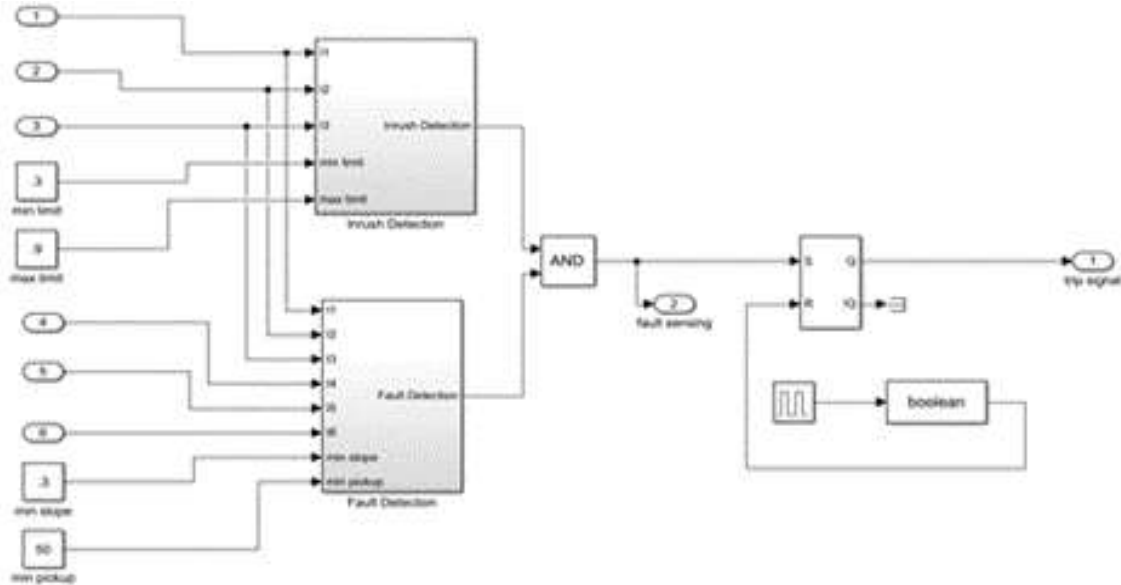 1
2
3
.3
min limit
.9
max limit
i1
i2
i3
min limit
max limit
Inrush Detection
Inrush Detection
4
5
6
.3
min slope
50
min pickup
i1
i2
i3
i4
i5
i6
min slope
min pickup
Fault Detection
Fault Detection
AND
2
fault sensing
S
Q
R
!Q
1
trip signal
boolean